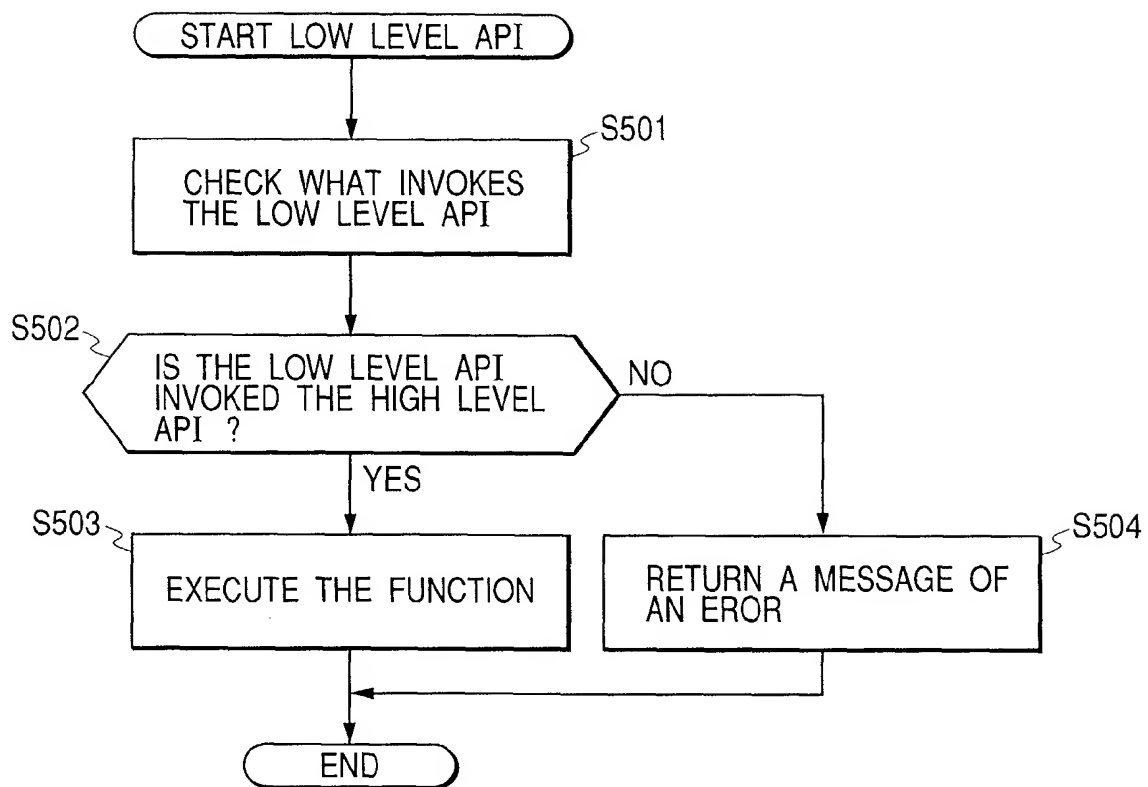 START LOW LEVEL API
S501
CHECK WHAT INVOKES
THE LOW LEVEL API
S502
IS THE LOW LEVEL API
INVOKED THE HIGH LEVEL
API ?
NO
YES
S503
EXECUTE THE FUNCTION
S504
RETURN A MESSAGE OF
AN EROR
END